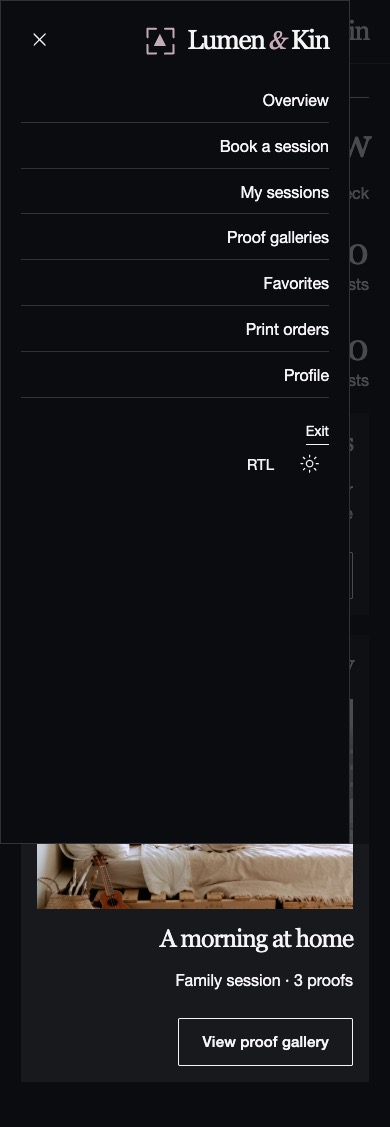 Lumen & Kin
Overview
Book a session
My sessions
Proof galleries
Favorites
Print orders
Profile
Exit
RTL
A morning at home
Family session · 3 proofs
View proof gallery